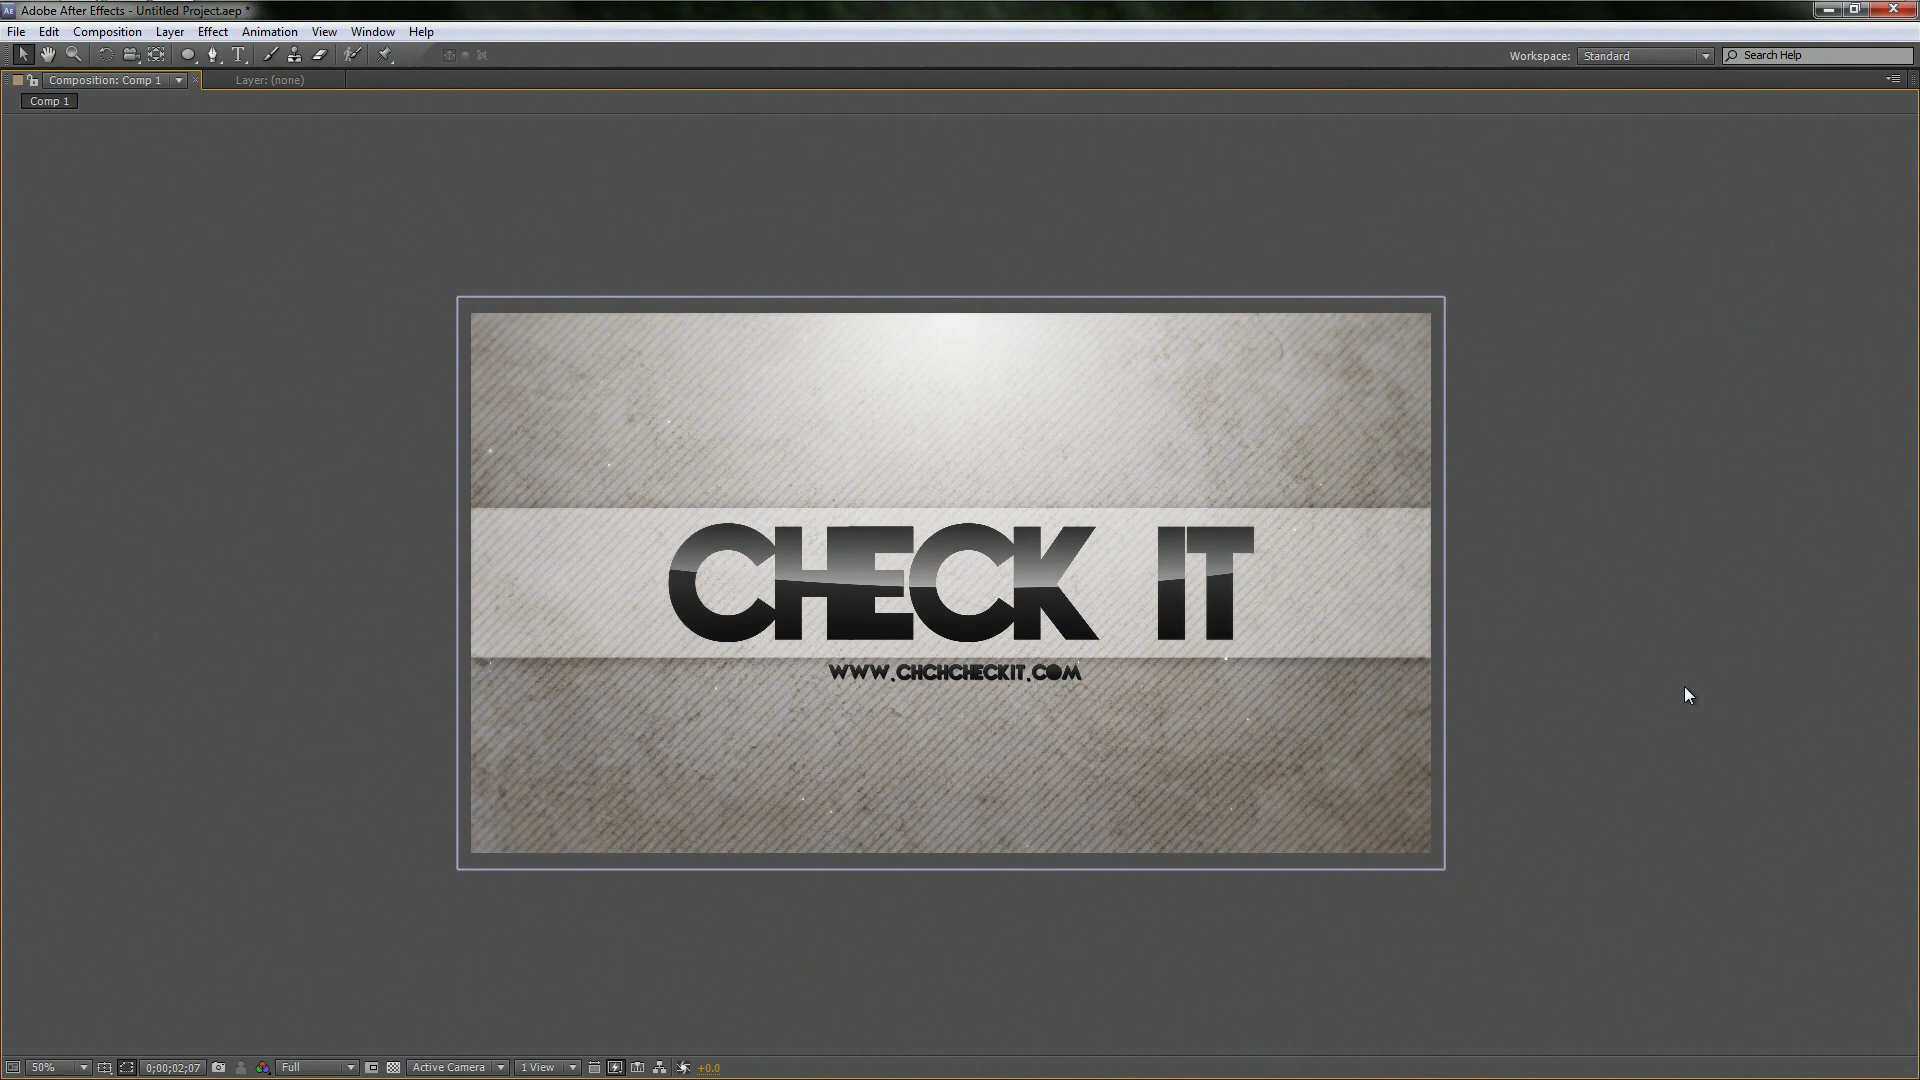 Adobe After Effects - Untitled Project.aep *
File Edit Composition Layer Effect Animation View Window Help
Workspace: Standard Search Help
Composition: Comp 1 Layer: (none)
Comp 1
CHECK IT
WWW.CHCHCHECKIT.COM
50% 0;00;02;07 Full Active Camera 1 View +0.0